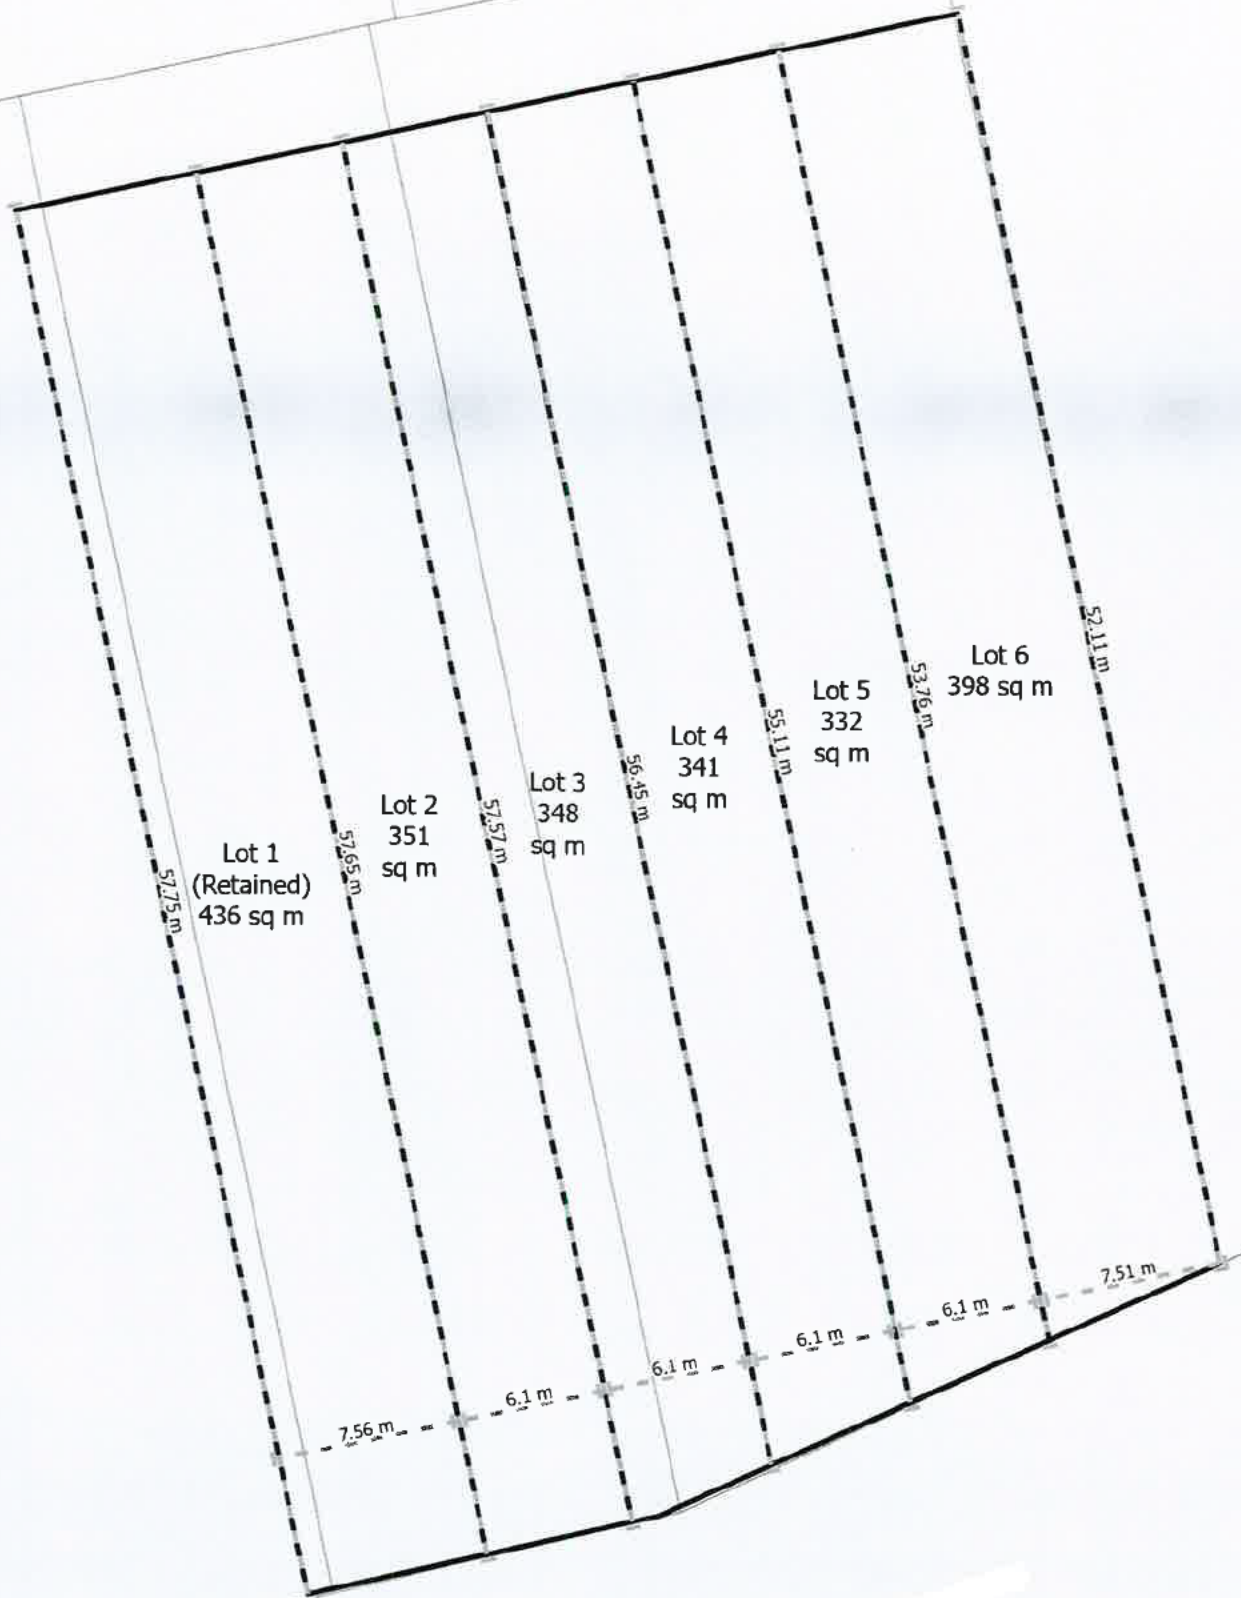 Lot 1
(Retained)
436 sq m
Lot 2
351
sq m
Lot 3
348
sq m
Lot 4
341
sq m
Lot 5
332
sq m
Lot 6
398 sq m
57.75 m
57.65 m
57.57 m
56.45 m
55.11 m
53.76 m
52.11 m
7.56 m
6.1 m
6.1 m
6.1 m
6.1 m
7.51 m